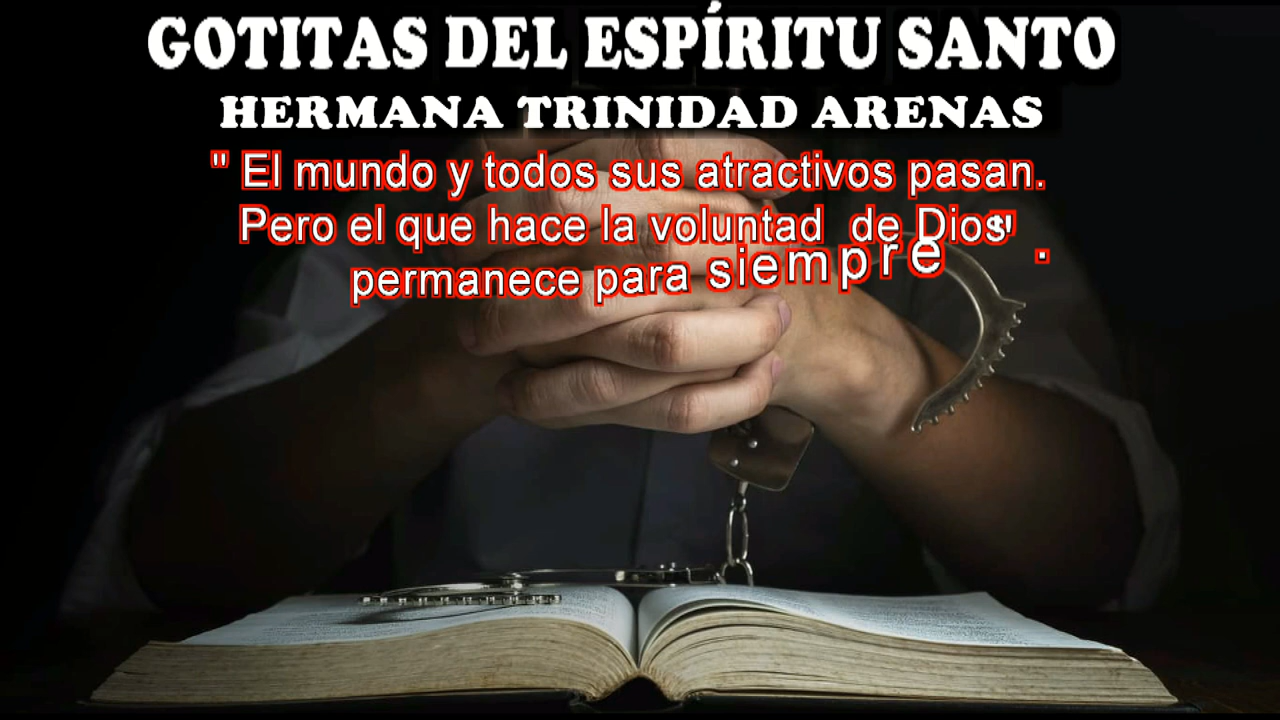 GOTITAS DEL ESPÍRITU SANTO
HERMANA TRINIDAD ARENAS
" El mundo y todos sus atractivos pasan.
Pero el que hace la voluntad de Dios
permanece para siempre " .